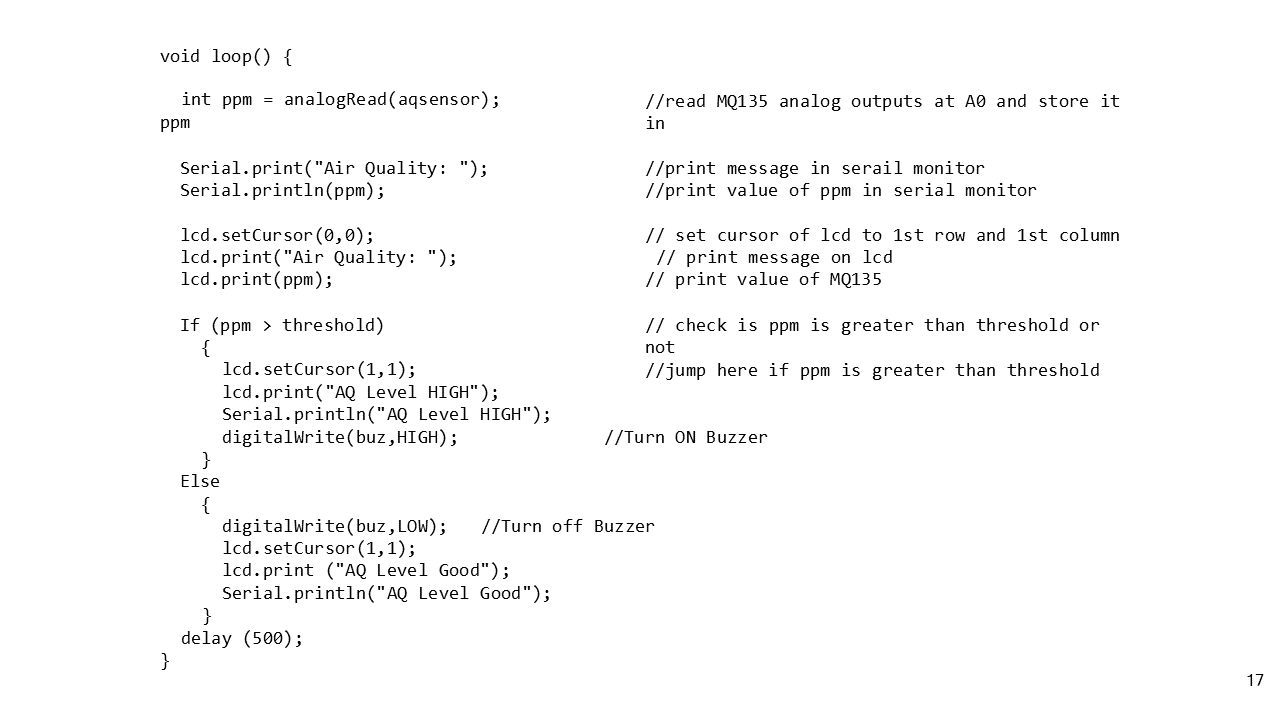 void loop() {
int ppm = analogRead(aqsensor); //read MQ135 analog outputs at A0 and store it
ppm in
Serial.print("Air Quality: "); //print message in serail monitor
Serial.println(ppm); //print value of ppm in serial monitor
lcd.setCursor(0,0); // set cursor of lcd to 1st row and 1st column
lcd.print("Air Quality: "); // print message on lcd
lcd.print(ppm); // print value of MQ135
If (ppm > threshold) // check is ppm is greater than threshold or
{ not
lcd.setCursor(1,1); //jump here if ppm is greater than threshold
lcd.print("AQ Level HIGH");
Serial.println("AQ Level HIGH");
digitalWrite(buz,HIGH); //Turn ON Buzzer
}
Else
{
digitalWrite(buz,LOW); //Turn off Buzzer
lcd.setCursor(1,1);
lcd.print ("AQ Level Good");
Serial.println("AQ Level Good");
}
delay (500);
}
17